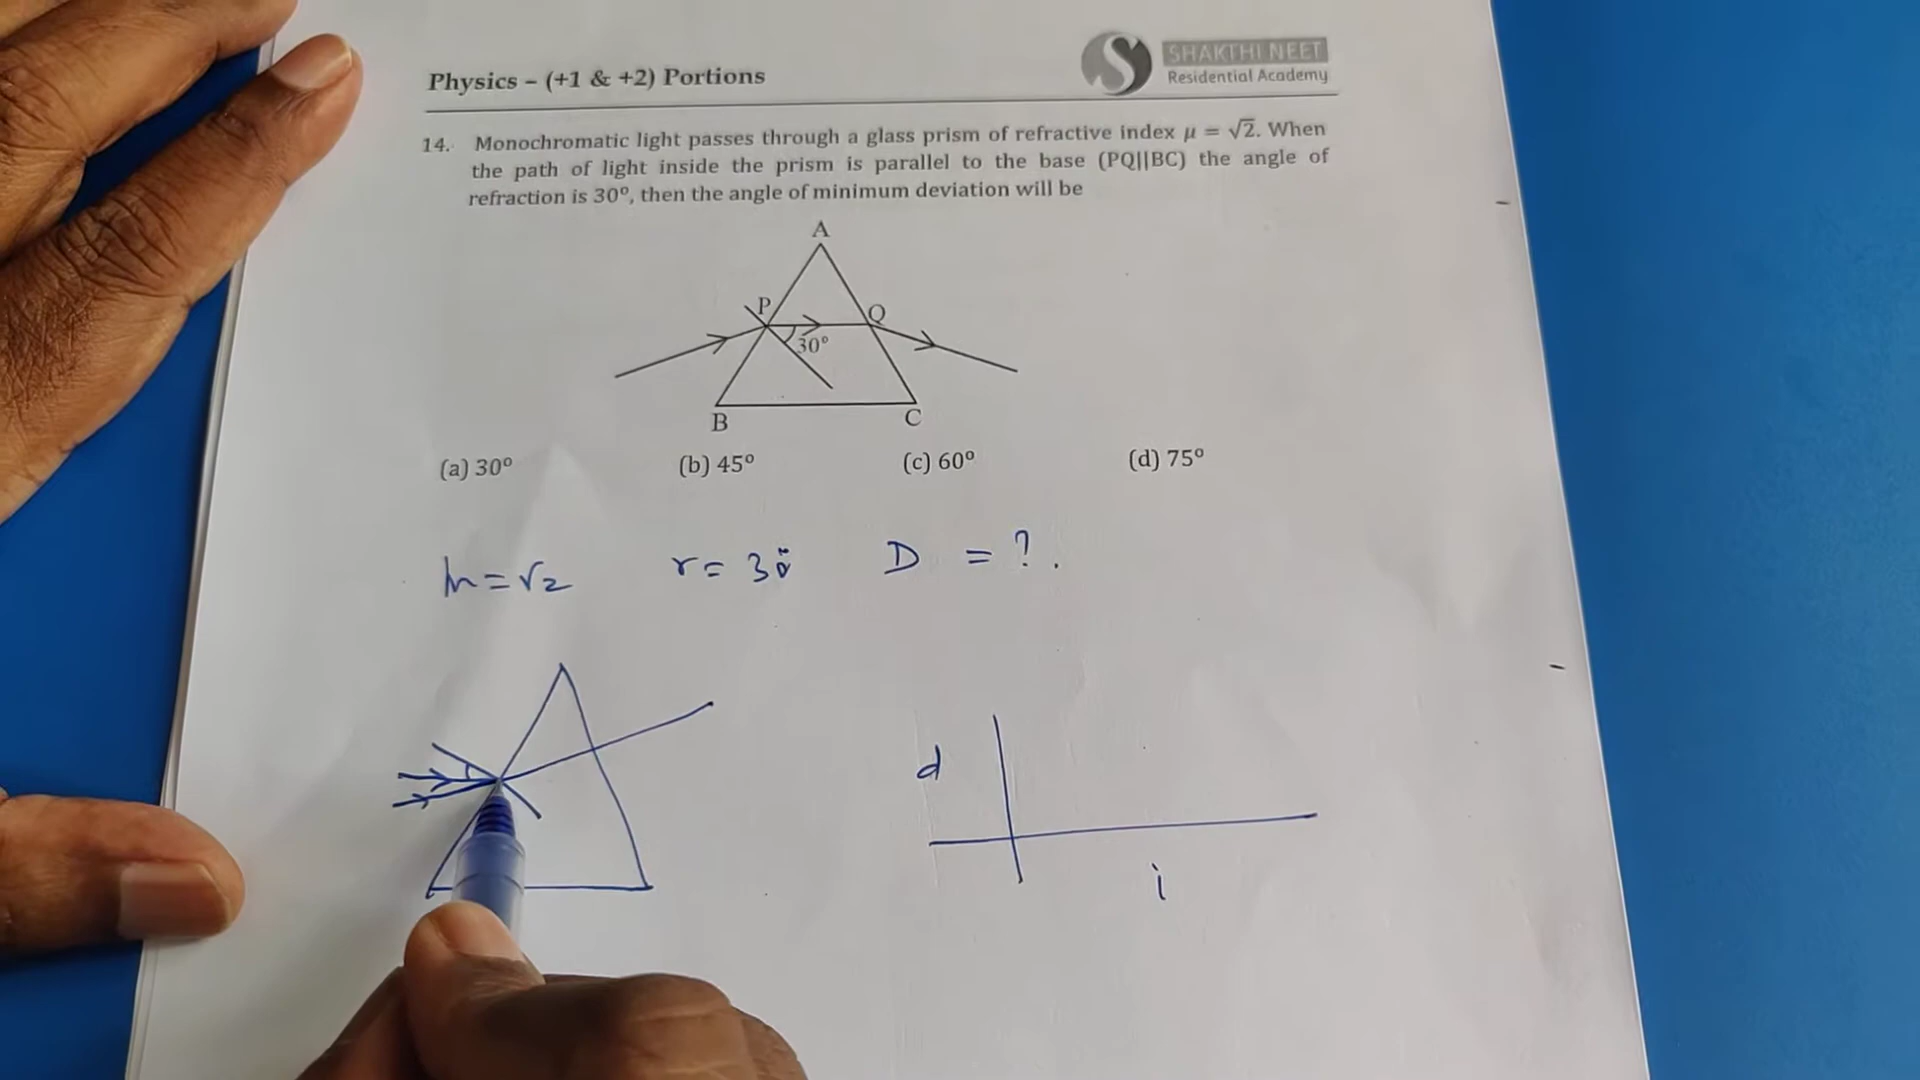 Physics – (+1 & +2) Portions
SHAKTHI NEET
Residential Academy
14. Monochromatic light passes through a glass prism of refractive index μ = √2. When
the path of light inside the prism is parallel to the base (PQ||BC) the angle of
refraction is 30°, then the angle of minimum deviation will be
A
P
Q
30°
B
C
(a) 30° (b) 45° (c) 60° (d) 75°
n = √2 r = 30° D = ?.
d
i